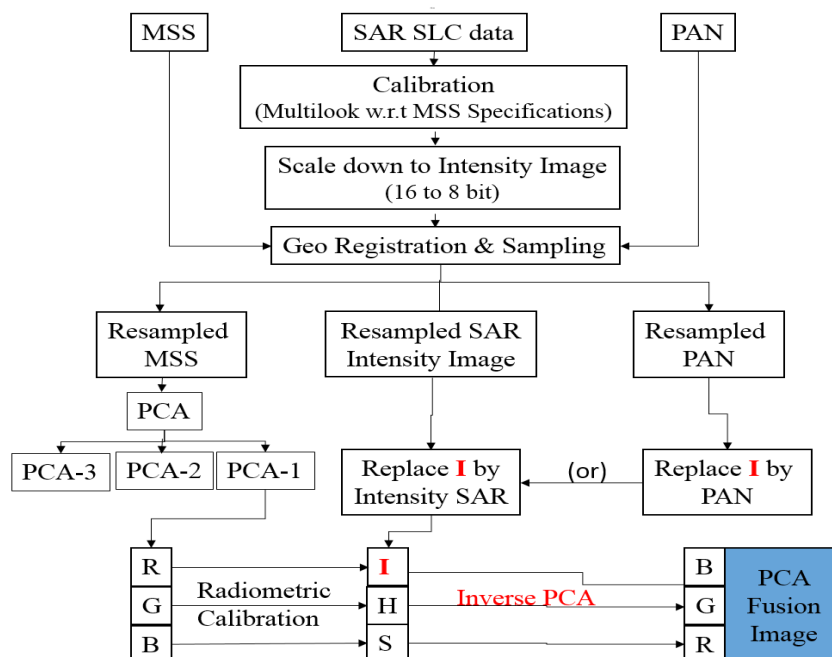 MSS
SAR SLC data
PAN
Calibration
(Multilook w.r.t MSS Specifications)
Scale down to Intensity Image
(16 to 8 bit)
Geo Registration & Sampling
Resampled
MSS
Resampled SAR
Intensity Image
Resampled
PAN
PCA
PCA-3
PCA-2
PCA-1
Replace I by
Intensity SAR
(or)
Replace I by
PAN
R
G
B
Radiometric
Calibration
I
H
S
Inverse PCA
B
G
R
PCA
Fusion
Image